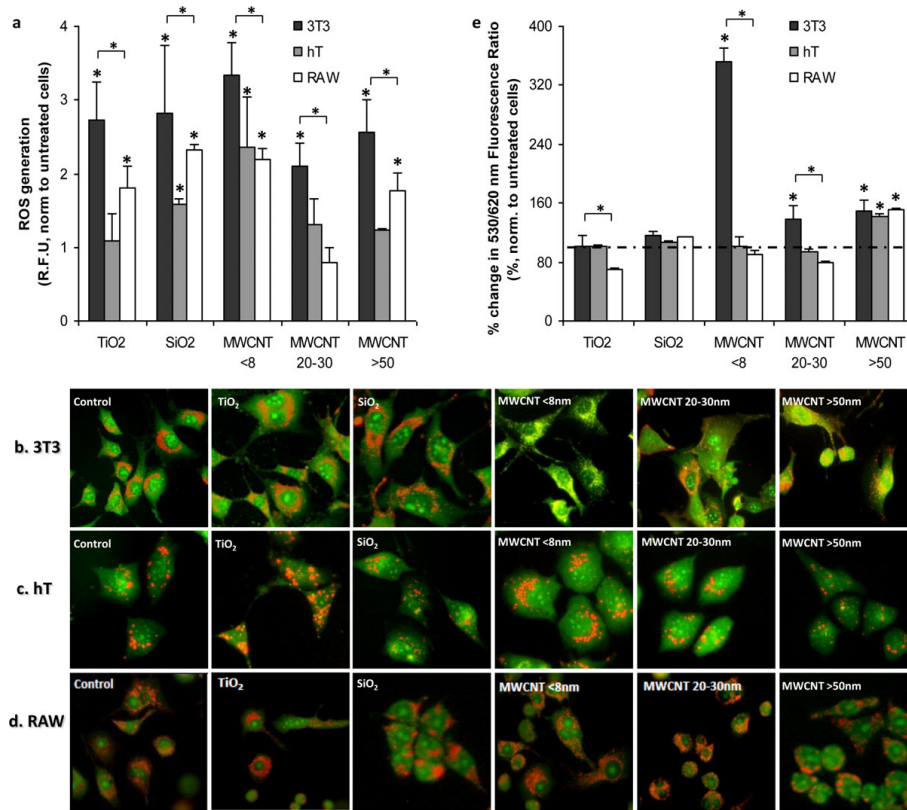 a
ROS generation
(R.F.U, norm to untreated cells)
4
3
2
1
0
* * * * *
* * * * * * * * * * *
3T3
hT
RAW
TiO2 SiO2 MWCNT <8 MWCNT 20-30 MWCNT >50
e
% change in 530/620 nm Fluorescence Ratio
(%, norm. to untreated cells)
360
280
200
160
120
80
0
* * *
* * * * *
3T3
hT
RAW
TiO2 SiO2 MWCNT <8 MWCNT 20-30 MWCNT >50
b. 3T3
Control TiO₂ SiO₂ MWCNT <8nm MWCNT 20-30nm MWCNT >50nm
c. hT
Control TiO₂ SiO₂ MWCNT <8nm MWCNT 20-30nm MWCNT >50nm
d. RAW
Control TiO₂ SiO₂ MWCNT <8nm MWCNT 20-30nm MWCNT >50nm